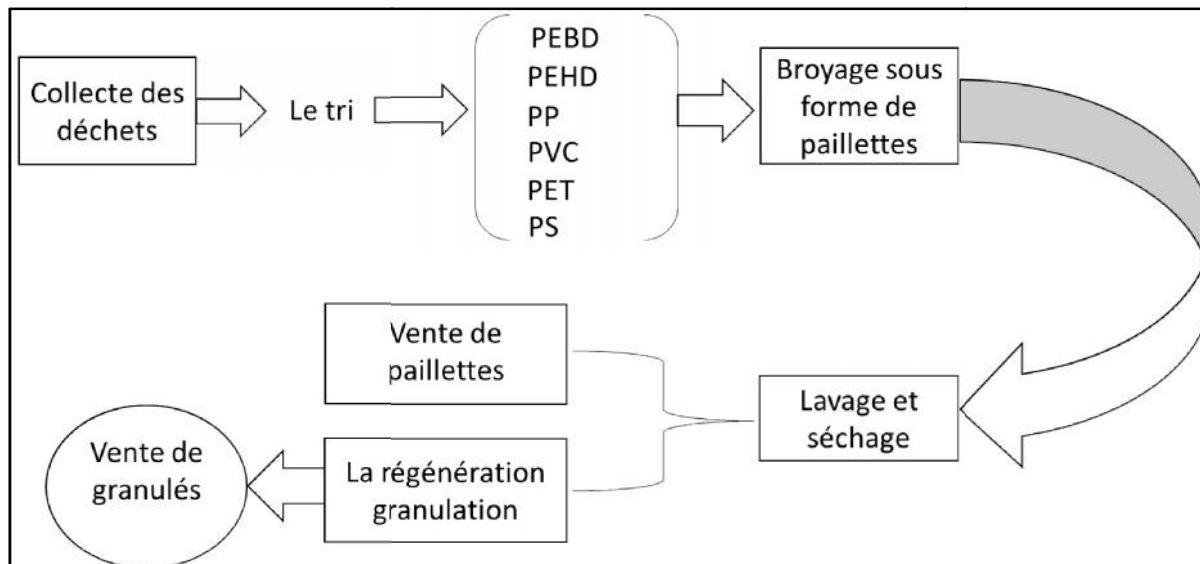 Collecte des
déchets
Le tri
PEBD
PEHD
PP
PVC
PET
PS
Broyage sous
forme de
paillettes
Lavage et
séchage
Vente de
paillettes
La régénération
granulation
Vente de
granulés